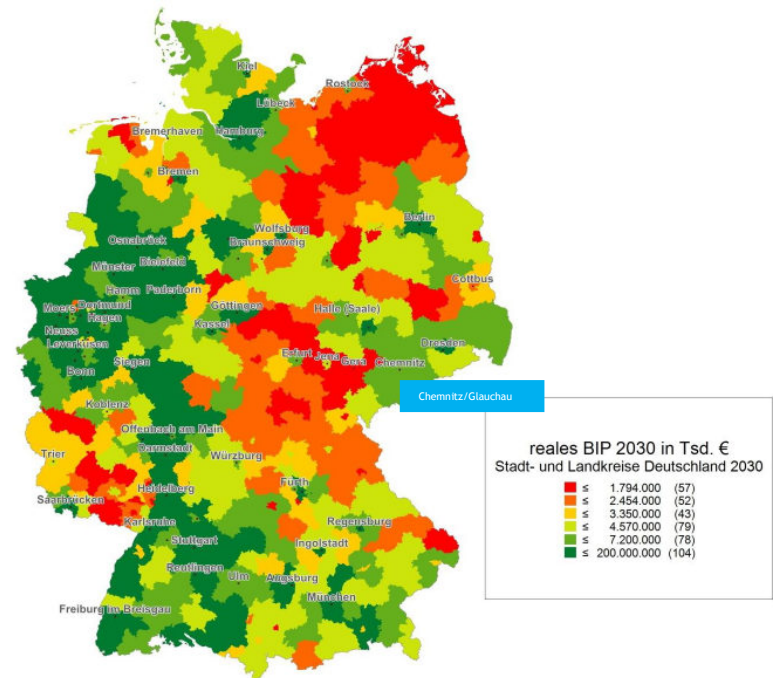 Kiel
Rostock
Lübeck
Bremerhaven
Hamburg
Bremen
Berlin
Wolfsburg
Osnabrück
Braunschweig
Bielefeld
Münster
Cottbus
Hamm
Paderborn
Göttingen
Halle (Saale)
Moers
Dortmund
Hagen
Kassel
Neuss
Leverkusen
Dresden
Erfurt
Jena
Gera
Chemnitz
Siegen
Bonn
Chemnitz/Glauchau
Koblenz
Offenbach am Main
Darmstadt
Trier
Würzburg
Fürth
Heidelberg
Saarbrücken
Karlsruhe
Regensburg
Stuttgart
Ingolstadt
Reutlingen
Ulm
Augsburg
München
Freiburg im Breisgau
reales BIP 2030 in Tsd. €
Stadt- und Landkreise Deutschland 2030
≤ 1.794.000 (57)
≤ 2.454.000 (52)
≤ 3.350.000 (43)
≤ 4.570.000 (79)
≤ 7.200.000 (78)
≤ 200.000.000 (104)